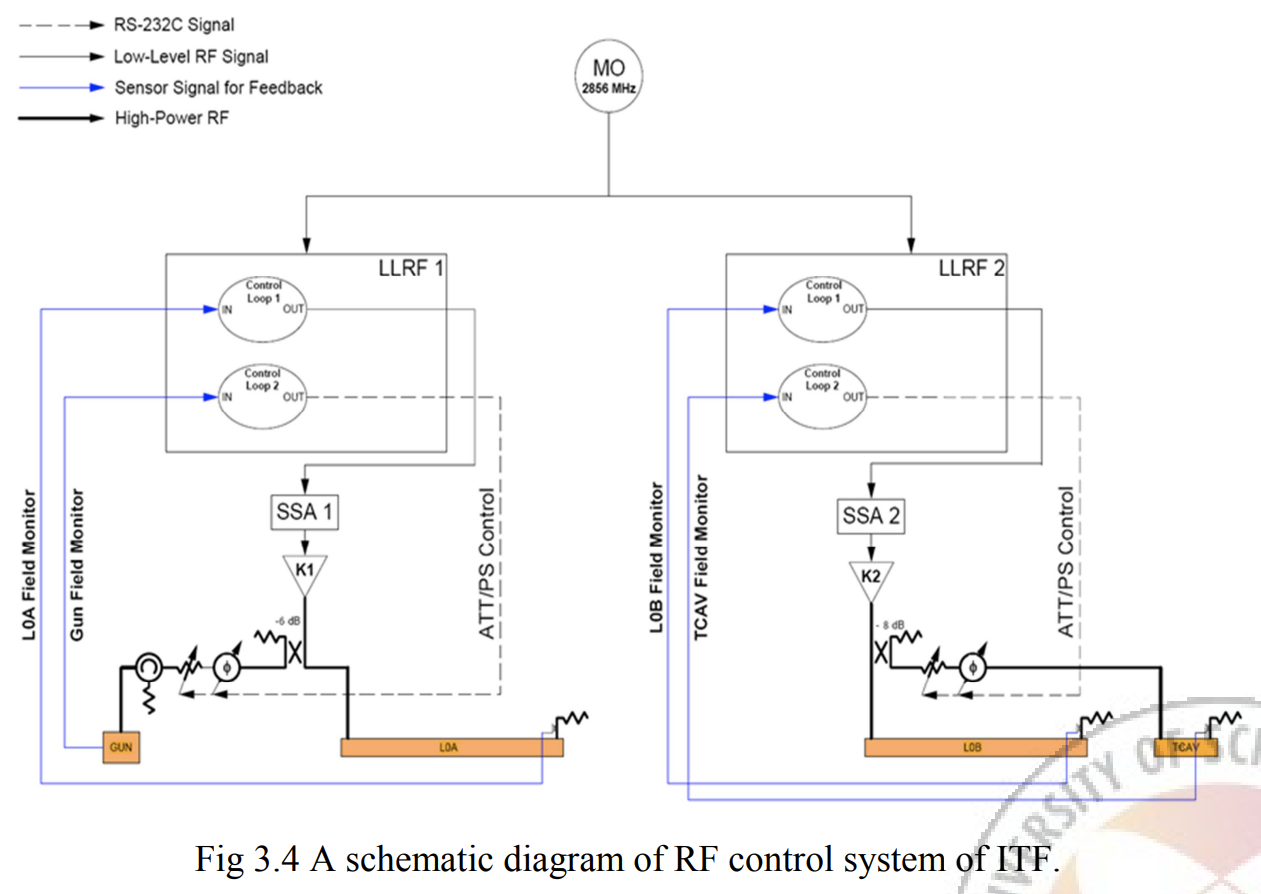 RS-232C Signal
Low-Level RF Signal
Sensor Signal for Feedback
High-Power RF
MO
2856 MHz
LLRF 1
Control
Loop 1
IN
OUT
Control
Loop 2
IN
OUT
LLRF 2
Control
Loop 1
IN
OUT
Control
Loop 2
IN
OUT
L0A Field Monitor
Gun Field Monitor
SSA 1
K1
-6 dB
ATT/PS Control
ϕ
GUN
L0A
L0B Field Monitor
TCAV Field Monitor
SSA 2
K2
- 8 dB
ATT/PS Control
ϕ
L0B
TCAV
VERSITY OF SC
Fig 3.4 A schematic diagram of RF control system of ITF.